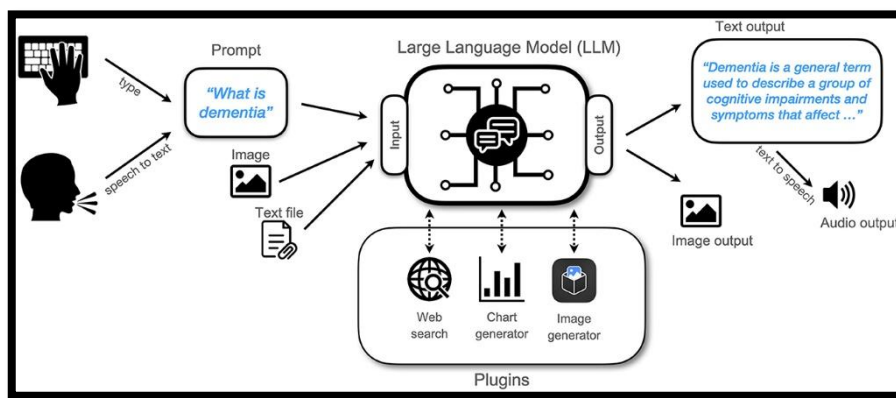 Text output
Prompt
Large Language Model (LLM)
type
“What is
dementia”
“Dementia is a general term
used to describe a group of
cognitive impairments and
symptoms that affect ...”
Input
Output
speech to text
Image
text to speech
Text file
Image output
Audio output
Web
search
Chart
generator
Image
generator
Plugins